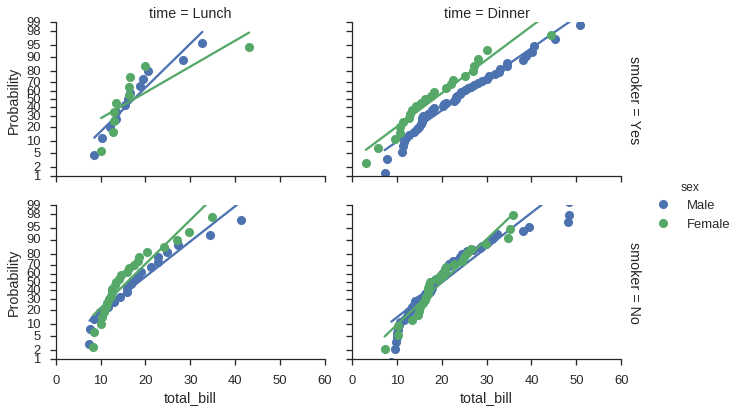 time = Lunch
time = Dinner
99
98
95
90
80
70
60
50
40
30
20
10
5
2
1
Probability
smoker = Yes
99
98
95
90
80
70
60
50
40
30
20
10
5
2
1
Probability
smoker = No
sex
Male
Female
0 10 20 30 40 50 60
0 10 20 30 40 50 60
total_bill
total_bill